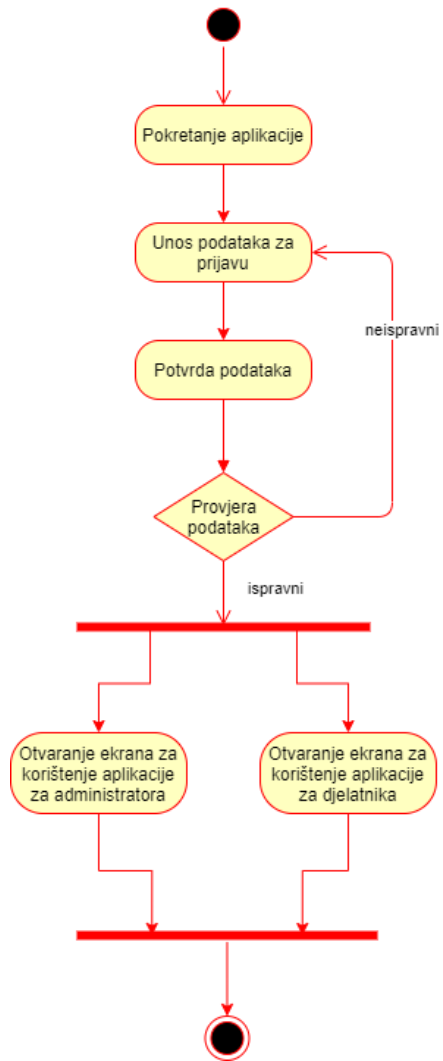 Pokretanje aplikacije
Unos podataka za
prijavu
neispravni
Potvrda podataka
Provjera
podataka
ispravni
Otvaranje ekrana za
korištenje aplikacije
za administratora
Otvaranje ekrana za
korištenje aplikacije
za djelatnika